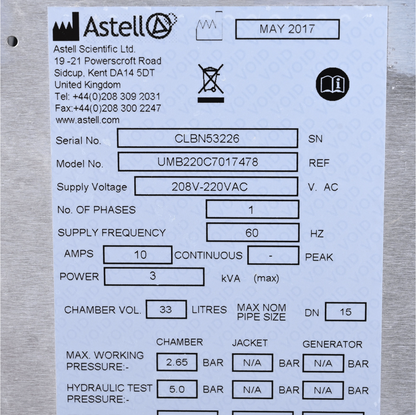 Astell MAY 2017
Astell Scientific Ltd.
19 -21 Powerscroft Road
Sidcup, Kent DA14 5DT
United Kingdom
Tel: +44(0)208 309 2031
Fax:+44(0)208 300 2247
www.astell.com
Serial No. CLBN53226 SN
Model No. UMB220C7017478 REF
Supply Voltage 208V-220VAC V. AC
No. OF PHASES 1
SUPPLY FREQUENCY 60 HZ
AMPS 10 CONTINUOUS - PEAK
POWER 3 kVA (max)
CHAMBER VOL. 33 LITRES MAX NOM PIPE SIZE DN 15
CHAMBER JACKET GENERATOR
MAX. WORKING PRESSURE:- 2.65 BAR N/A BAR N/A BAR
HYDRAULIC TEST PRESSURE:- 5.0 BAR N/A BAR N/A BAR